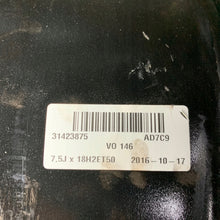 31423875 AD7C9
VO 146
7,5J x 18H2ET50 2016-10-17